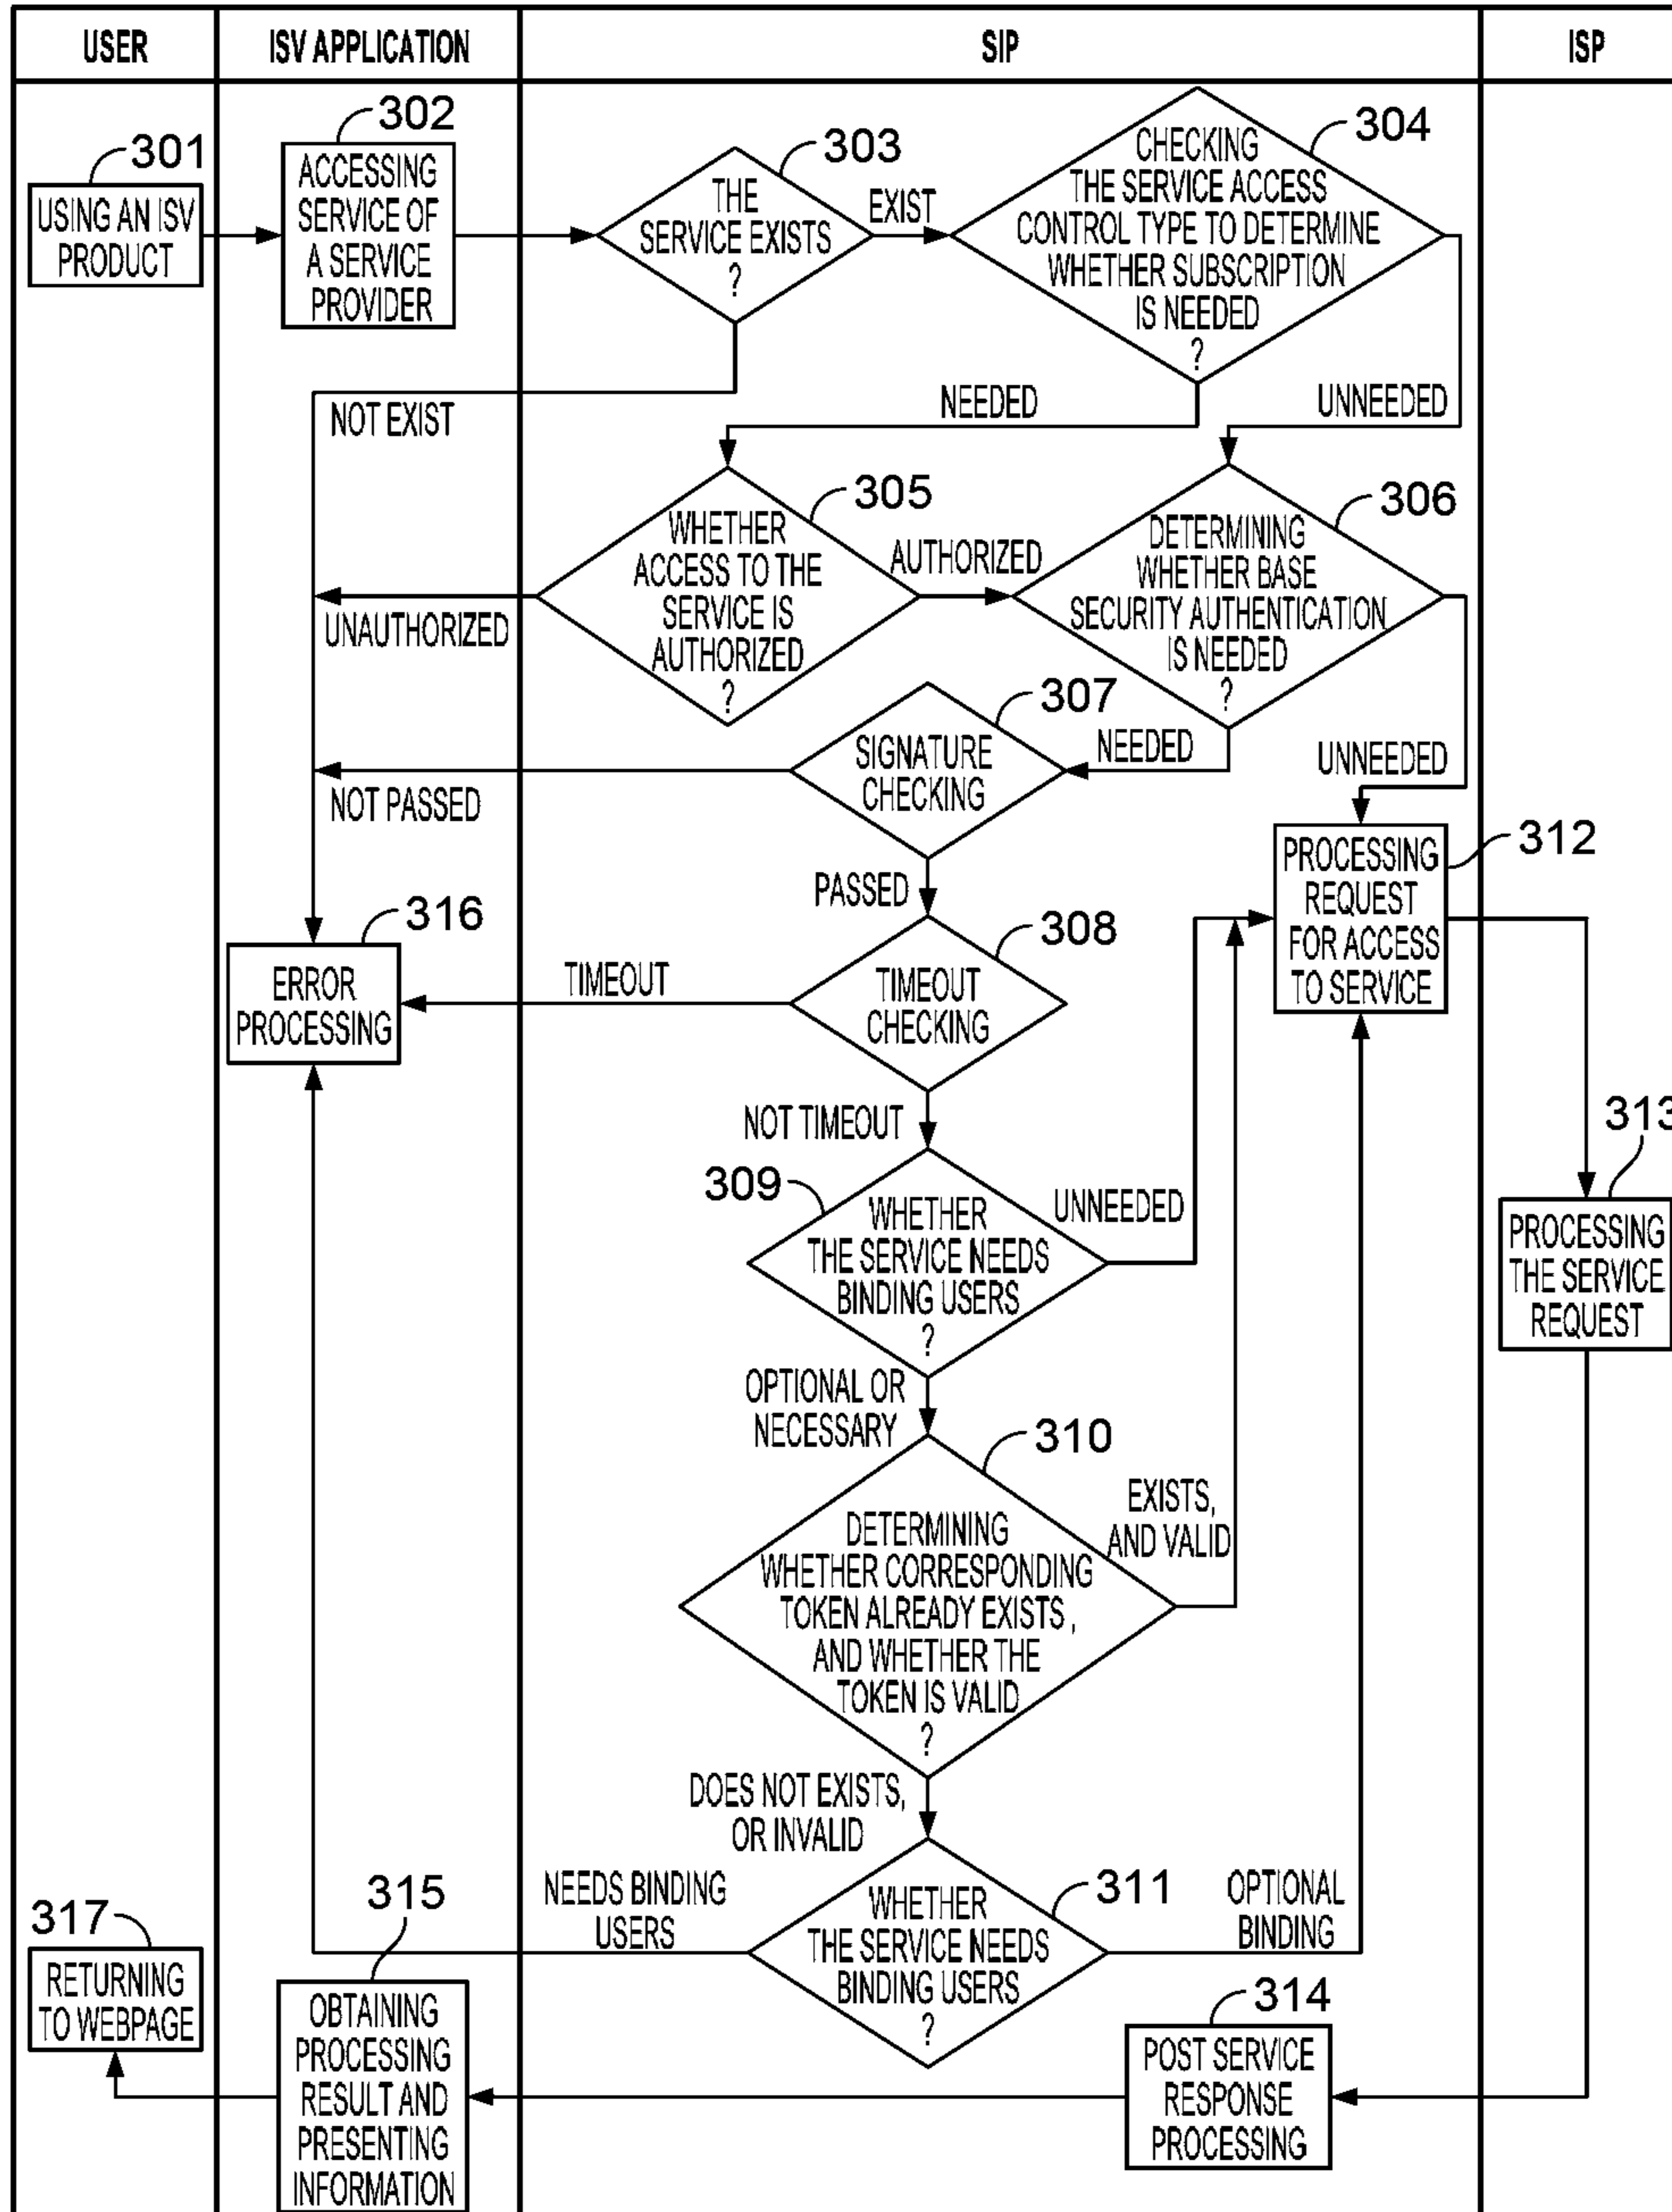 USER
ISV APPLICATION
SIP
ISP
301
USING AN ISV
PRODUCT
302
ACCESSING
SERVICE OF
A SERVICE
PROVIDER
303
THE
SERVICE EXISTS
?
EXIST
NOT EXIST
304
CHECKING
THE SERVICE ACCESS
CONTROL TYPE TO DETERMINE
WHETHER SUBSCRIPTION
IS NEEDED
?
NEEDED
UNNEEDED
305
WHETHER
ACCESS TO THE
SERVICE IS
AUTHORIZED
?
AUTHORIZED
UNAUTHORIZED
306
DETERMINING
WHETHER BASE
SECURITY AUTHENTICATION
IS NEEDED
?
NEEDED
UNNEEDED
307
SIGNATURE
CHECKING
NOT PASSED
PASSED
312
PROCESSING
REQUEST
FOR ACCESS
TO SERVICE
316
ERROR
PROCESSING
308
TIMEOUT
CHECKING
TIMEOUT
NOT TIMEOUT
313
PROCESSING
THE SERVICE
REQUEST
309
WHETHER
THE SERVICE NEEDS
BINDING USERS
?
UNNEEDED
OPTIONAL OR
NECESSARY
310
DETERMINING
WHETHER CORRESPONDING
TOKEN ALREADY EXISTS,
AND WHETHER THE
TOKEN IS VALID
?
EXISTS,
AND VALID
DOES NOT EXISTS,
OR INVALID
311
WHETHER
THE SERVICE NEEDS
BINDING USERS
?
NEEDS BINDING
USERS
OPTIONAL
BINDING
314
POST SERVICE
RESPONSE
PROCESSING
315
OBTAINING
PROCESSING
RESULT AND
PRESENTING
INFORMATION
317
RETURNING
TO WEBPAGE